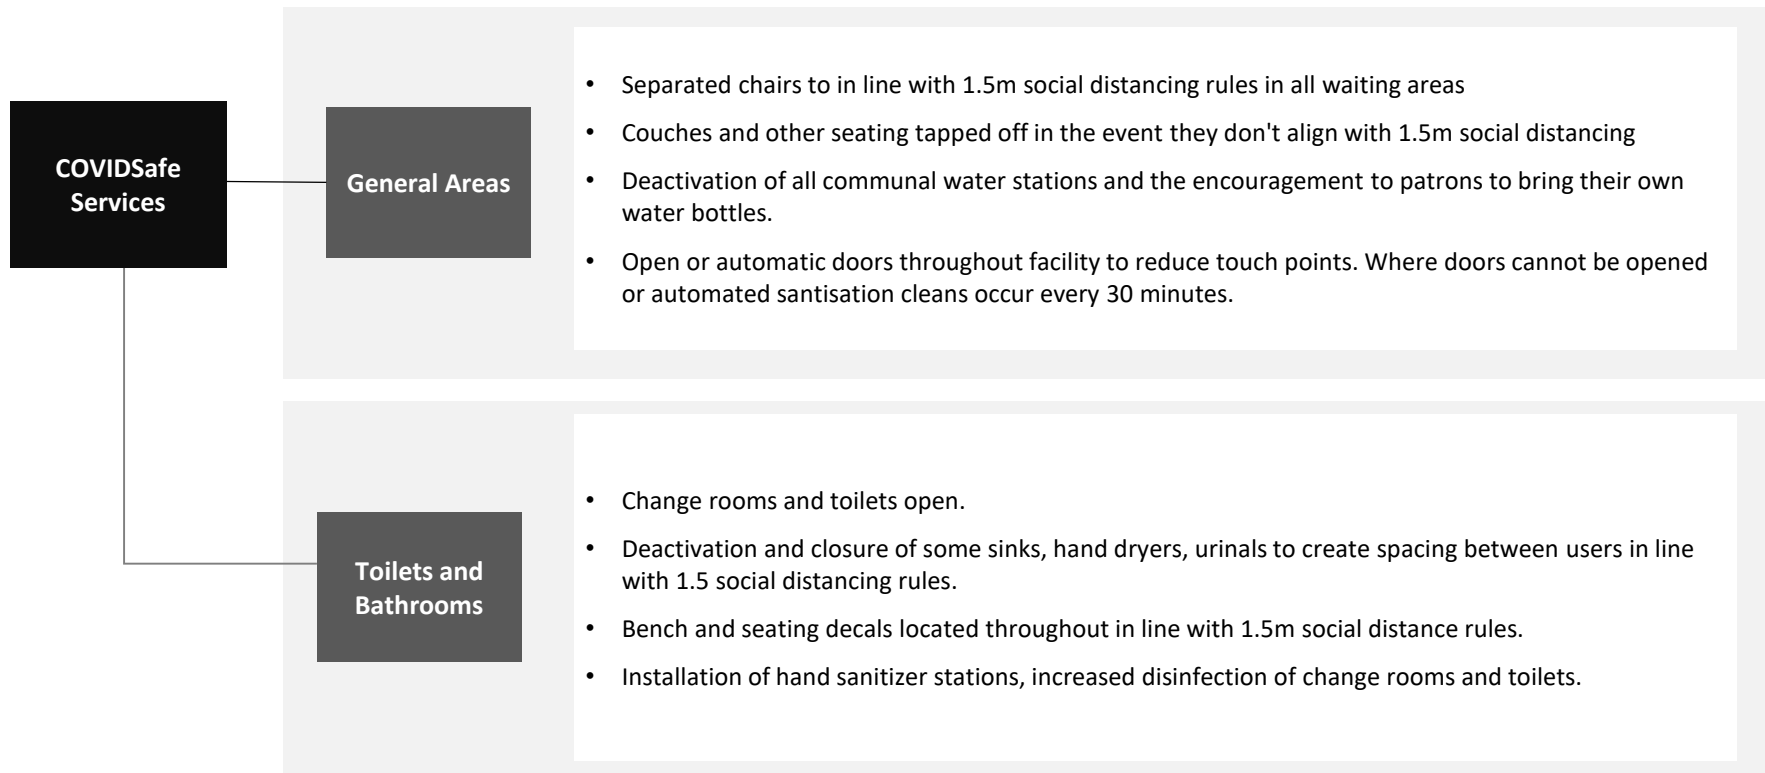 COVIDSafe
Services
General Areas
• Separated chairs to in line with 1.5m social distancing rules in all waiting areas
• Couches and other seating tapped off in the event they don't align with 1.5m social distancing
• Deactivation of all communal water stations and the encouragement to patrons to bring their own
water bottles.
• Open or automatic doors throughout facility to reduce touch points. Where doors cannot be opened
or automated santisation cleans occur every 30 minutes.
Toilets and
Bathrooms
• Change rooms and toilets open.
• Deactivation and closure of some sinks, hand dryers, urinals to create spacing between users in line
with 1.5 social distancing rules.
• Bench and seating decals located throughout in line with 1.5m social distance rules.
• Installation of hand sanitizer stations, increased disinfection of change rooms and toilets.